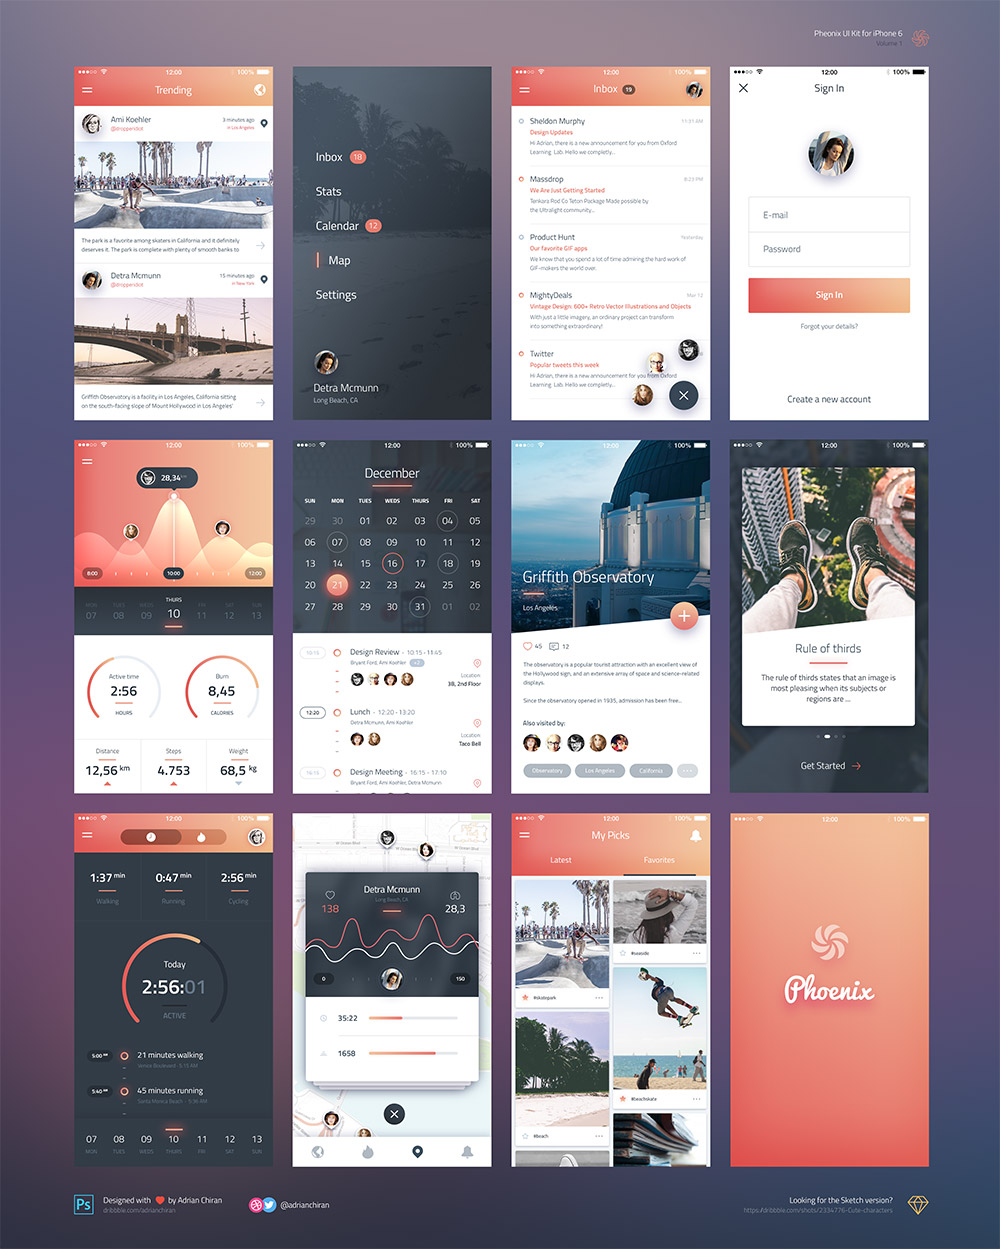 Pheonix UI Kit for iPhone 6
Volume 1
12:00
100%
Trending
Ami Koehler
@droppendiot
3 minutes ago
in Los Angeles
The park is a favorite among skaters in California and it definitely
deserves it. The park is complete with plenty of smooth banks to
Detra Mcmunn
@droppendiot
15 minutes ago
in New York
Griffith Observatory is a facility in Los Angeles, California sitting
on the south-facing slope of Mount Hollywood in Los Angeles'
Inbox 18
Stats
Calendar 12
Map
Settings
Detra Mcmunn
Long Beach, CA
12:00
100%
Inbox 19
Sheldon Murphy
11:31 AM
Design Updates
Hi Adrian, there is a new announcement for you from Oxford
Learning Lab. Hello we completly...
Massdrop
8:23 PM
We Are Just Getting Started
Tenkara Rod Co Teton Package Made possible by
the Ultralight community...
Product Hunt
Yesterday
Our favorite GIF apps
We know that you spend a lot of time admiring the hard work of
GIF-makers the world over.
MightyDeals
Mar 12
Vintage Design: 600+ Retro Vector Illustrations and Objects
With just a little imagery, an ordinary project can transform
into something extraordinary!
Twitter
Popular tweets this week
Hi Adrian, there is a new announcement for you from Oxford
Learning Lab. Hello we completly...
12:00
100%
Sign In
E-mail
Password
Sign In
Forgot your details?
Create a new account
12:00
100%
28,34
8:00
10:00
12:00
THURS
MON TUES WEDS FRI SAT SUN
07 08 09 10 11 12 13
Active time
2:56
HOURS
Burn
8,45
CALORIES
Distance
12,56 km
Steps
4.753
Weight
68,5 kg
12:00
100%
December
SUN MON TUES WEDS THURS FRI SAT
29 30 01 02 03 04 05
06 07 08 09 10 11 12
13 14 15 16 17 18 19
20 21 22 23 24 25 26
27 28 29 30 31 01 02
10:15
Design Review - 10:15 - 11:45
Bryant Ford, Ami Koehler +2
Location:
3B, 2nd Floor
12:20
Lunch - 12:20 - 13:20
Detra Mcmunn, Ami Koehler
Location:
Taco Bell
16:15
Design Meeting - 16:15 - 17:10
Bryant Ford, Detra Mcmunn, Ami Koehler
12:00
100%
Griffith Observatory
Los Angeles
45
12
The observatory is a popular tourist attraction with an excellent view of
the Hollywood sign, and an extensive array of space and science-related
displays.
Since the observatory opened in 1935, admission has been free...
Also visited by:
Observatory
Los Angeles
California
12:00
100%
Rule of thirds
The rule of thirds states that an image is
most pleasing when its subjects or
regions are ...
Get Started
12:00
100%
1:37 min
Walking
0:47 min
Running
2:56 min
Cycling
Today
2:56:01
ACTIVE
5:00
21 minutes walking
Venice Boulevard - 5:15 AM
5:40
45 minutes running
Santa Monica Beach - 5:36 AM
07 08 09 10 11 12 13
MON TUES WEDS THURS FRI SAT SUN
Detra Mcmunn
Long Beach, CA
138
28,3
0
150
35:22
1658
12:00
100%
My Picks
Latest
Favorites
#skatepark
#seaside
#beachskate
#beach
12:00
100%
Phoenix
Ps
Designed with by Adrian Chiran
dribbble.com/adrianchiran
@adrianchiran
Looking for the Sketch version?
https://dribbble.com/shots/2334776-Cute-characters